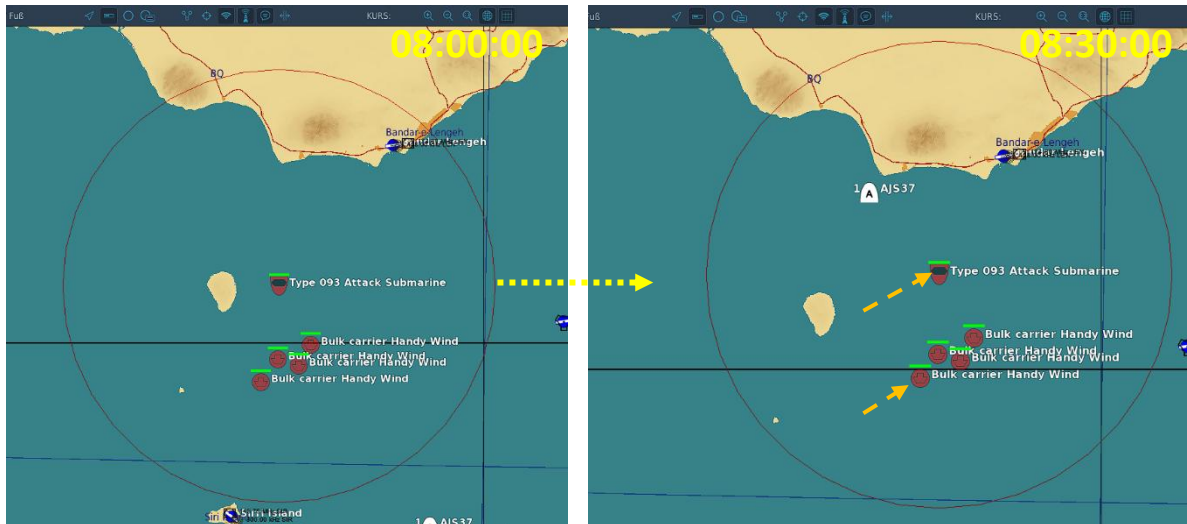 Fuß
KURS:
08:00:00
BQ
Bandar-e Lengeh
Type 093 Attack Submarine
Bulk carrier Handy Wind
Bulk carrier Handy Wind
Bulk carrier Handy Wind
Bulk carrier Handy Wind
Siri Island
1 AJS37
Fuß
KURS:
08:30:00
BQ
Bandar-e Lengeh
1 A AJS37
Type 093 Attack Submarine
Bulk carrier Handy Wind
Bulk carrier Handy Wind
Bulk carrier Handy Wind
Bulk carrier Handy Wind